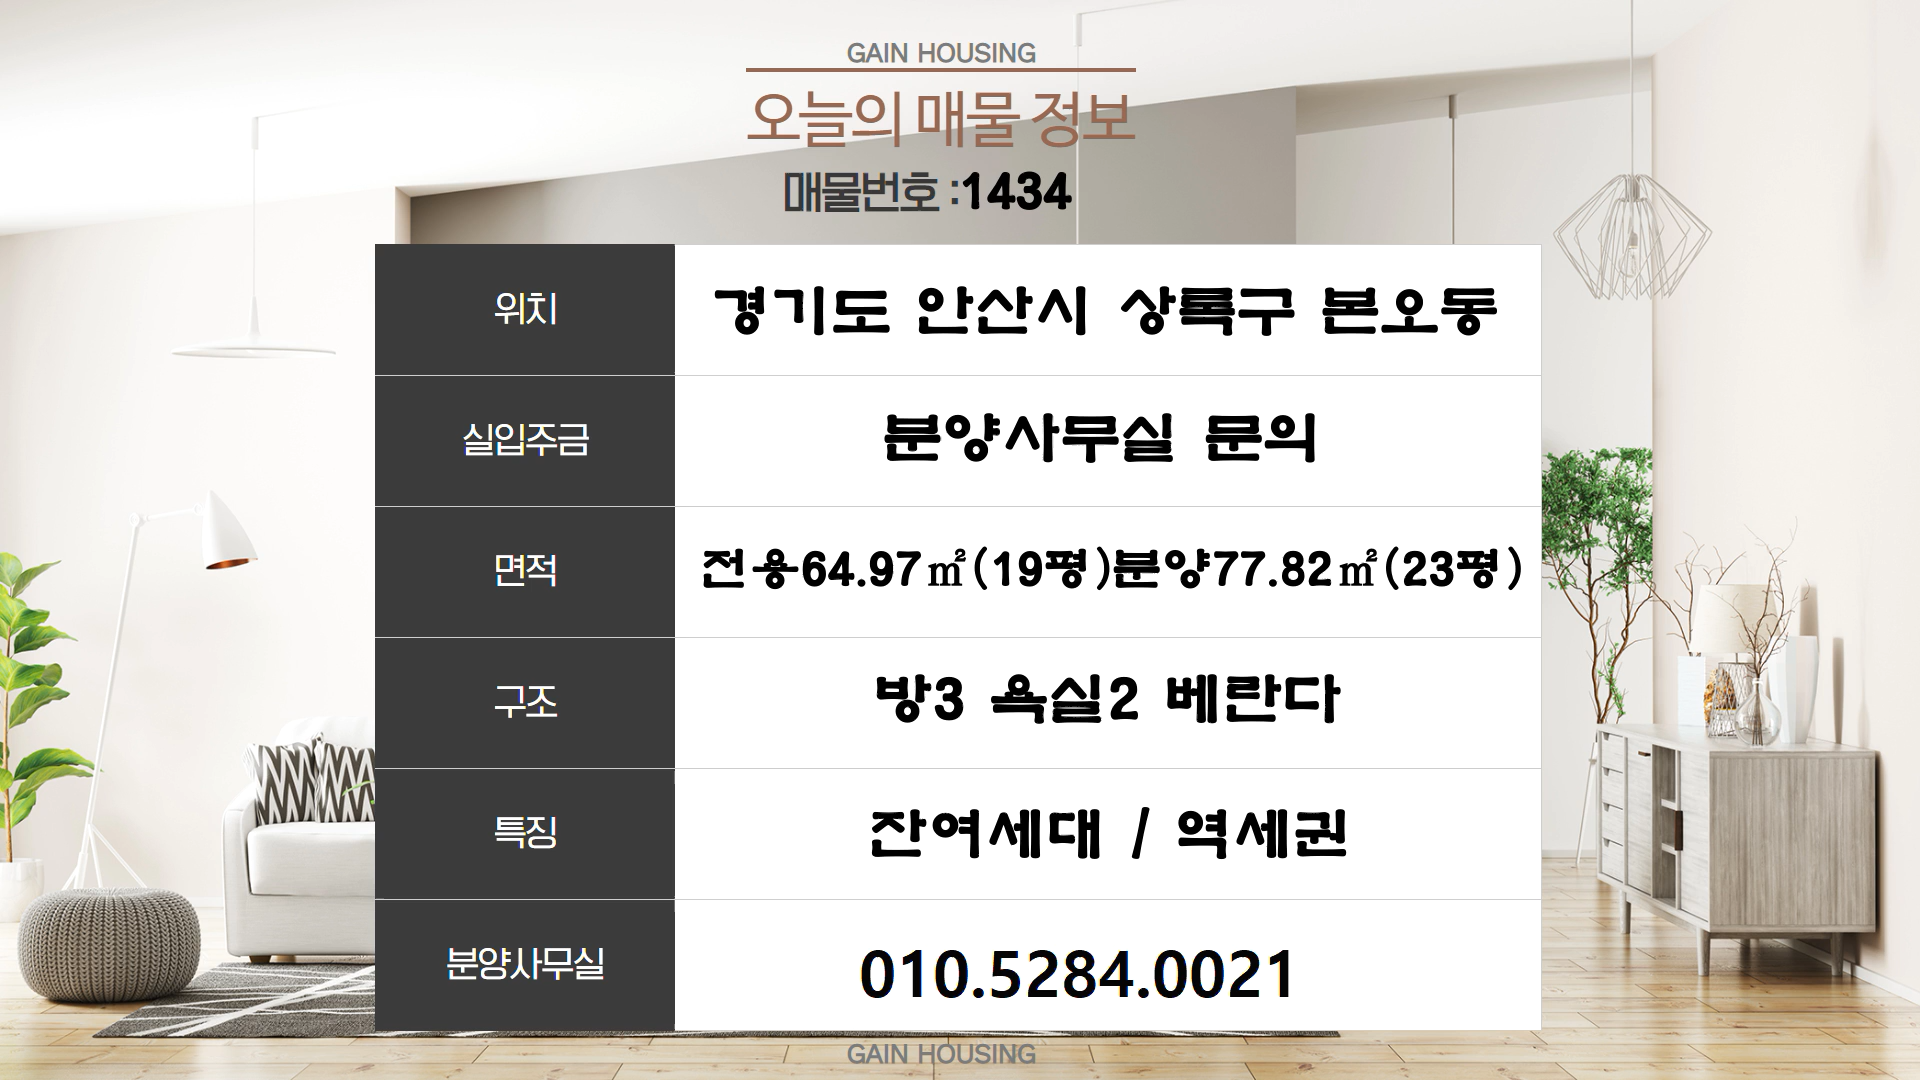 GAIN HOUSING
오늘의 매물 정보
매물번호 :1434
위치 경기도 안산시 상록구 본오동
실입주금 분양사무실 문의
면적 전용64.97㎡(19평)분양77.82㎡(23평)
구조 방3 욕실2 베란다
특징 잔여세대 / 역세권
분양사무실 010.5284.0021
GAIN HOUSING